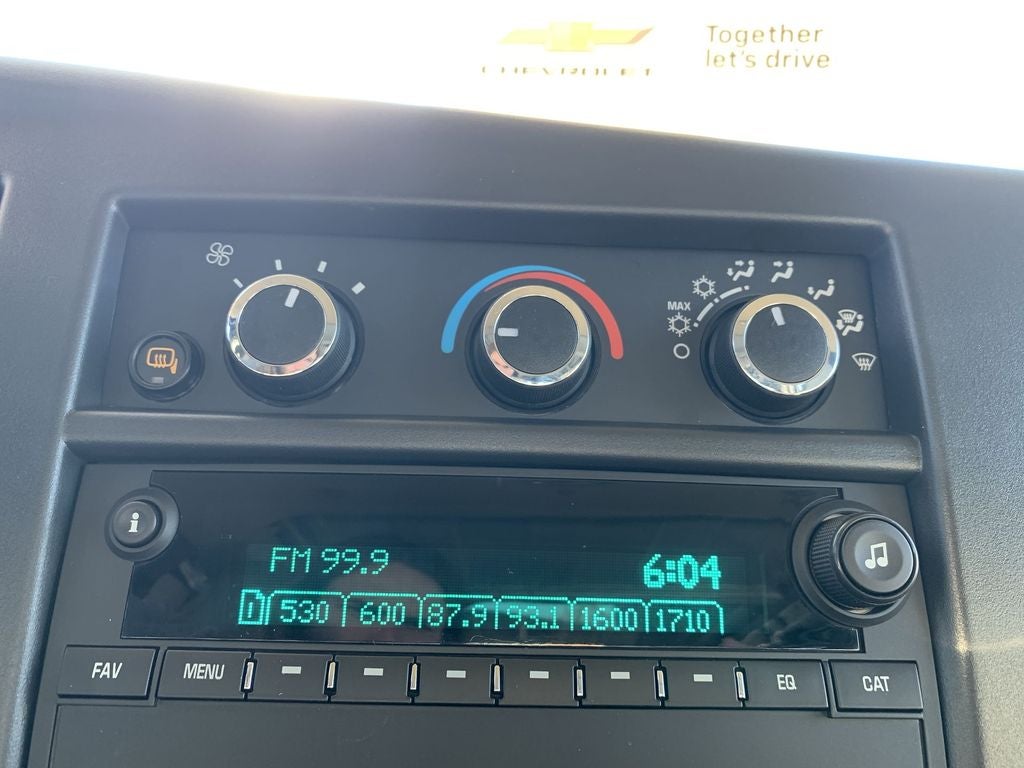 CHEVROLET
Together
let's drive
MAX
i
FM 99.9
6:04
530 600 87.9 93.1 1600 1710
FAV MENU EQ CAT